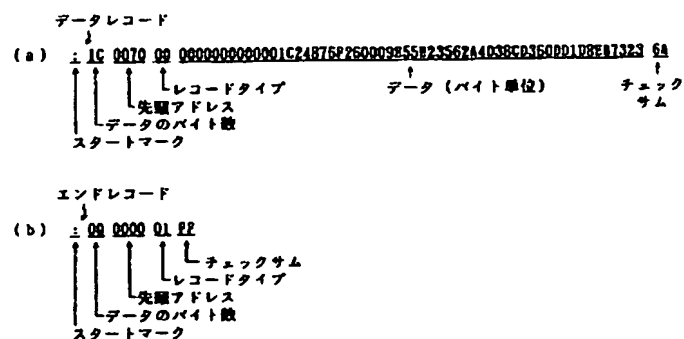 データレコード
(a) : 1C 0070 00 6A
レコードタイプ データ(バイト単位) チェック
サム
先頭アドレス
データのバイト数
スタートマーク
エンドレコード
(b) : 00 0000 01 FF
チェックサム
レコードタイプ
先頭アドレス
データのバイト数
スタートマーク